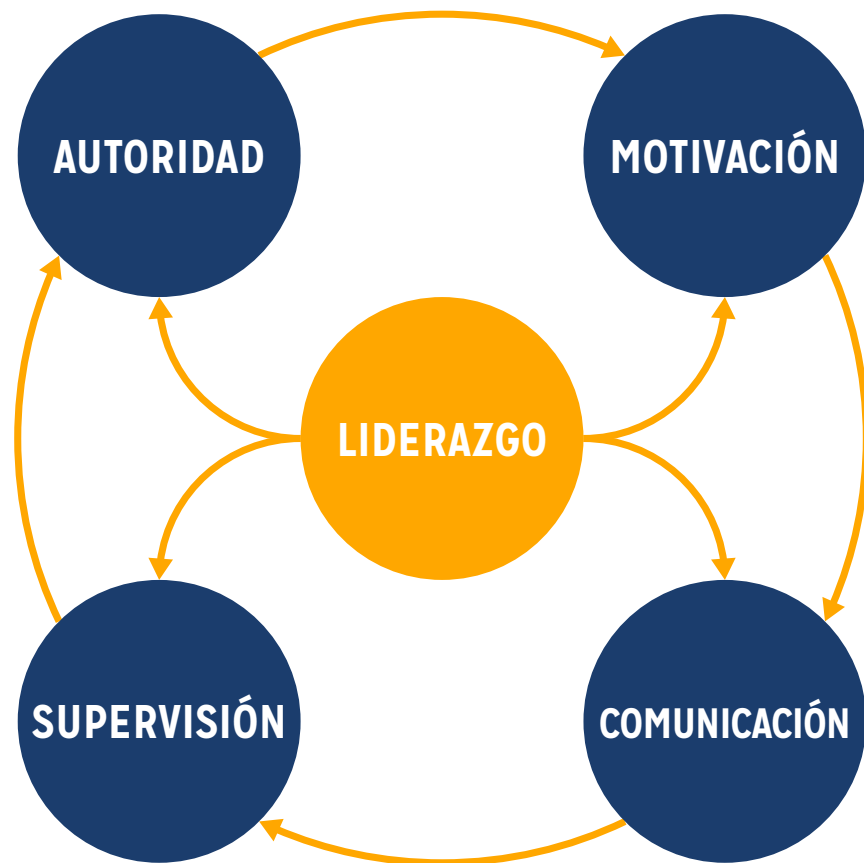 AUTORIDAD
MOTIVACIÓN
LIDERAZGO
SUPERVISIÓN
COMUNICACIÓN